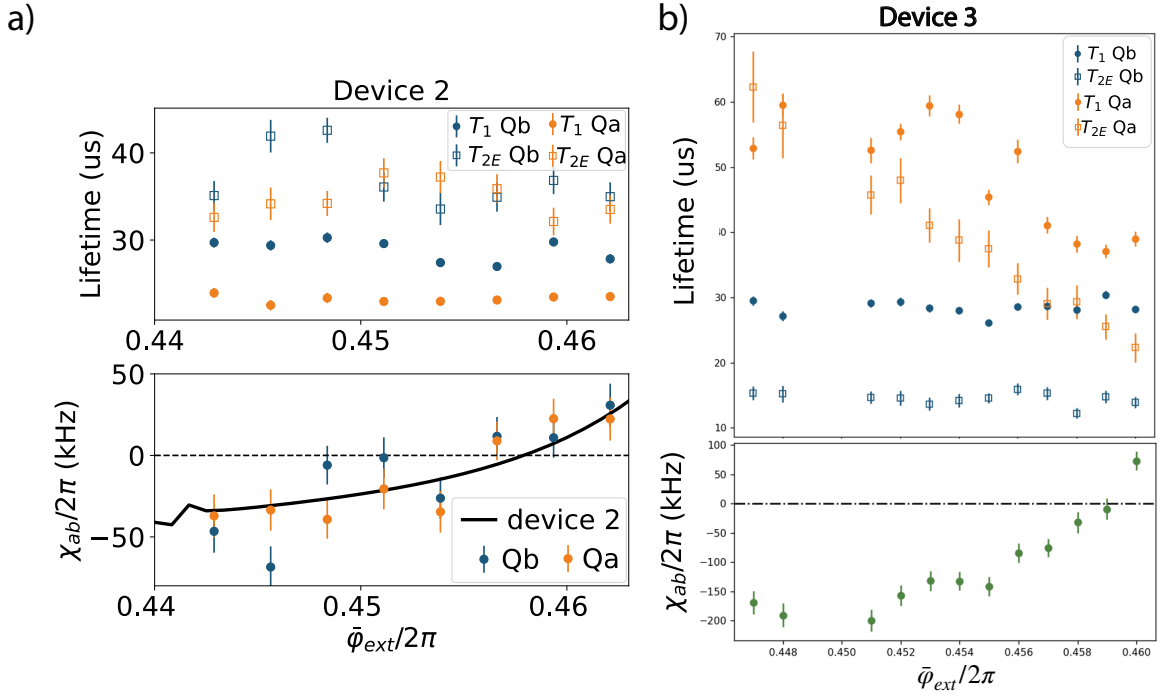 a)
Device 2
T₁ Qb
T₁ Qa
T₂E Qb
T₂E Qa
Lifetime (us)
40
30
0.44
0.45
0.46
χab/2π (kHz)
50
0
−50
device 2
Qb
Qa
0.44
0.45
0.46
φ̄ext/2π
b)
Device 3
T₁ Qb
T₂E Qb
T₁ Qa
T₂E Qa
Lifetime (us)
70
60
50
40
30
20
10
χab/2π (kHz)
100
50
0
−50
−100
−150
−200
0.448
0.450
0.452
0.454
0.456
0.458
0.460
φ̄ext/2π